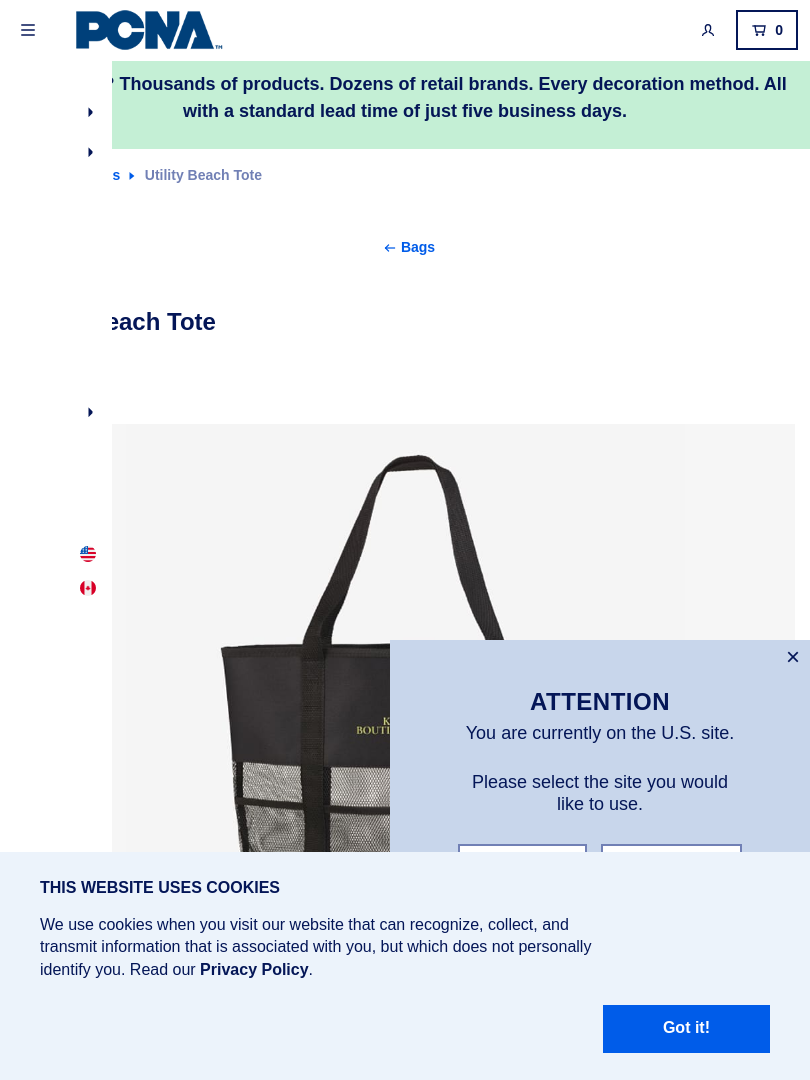 PCNA™
0
? Thousands of products. Dozens of retail brands. Every decoration method. All
with a standard lead time of just five business days.
Utility Beach Tote
Bags
each Tote
ATTENTION
You are currently on the U.S. site.
Please select the site you would
like to use.
THIS WEBSITE USES COOKIES
We use cookies when you visit our website that can recognize, collect, and
transmit information that is associated with you, but which does not personally
identify you. Read our Privacy Policy.
Got it!